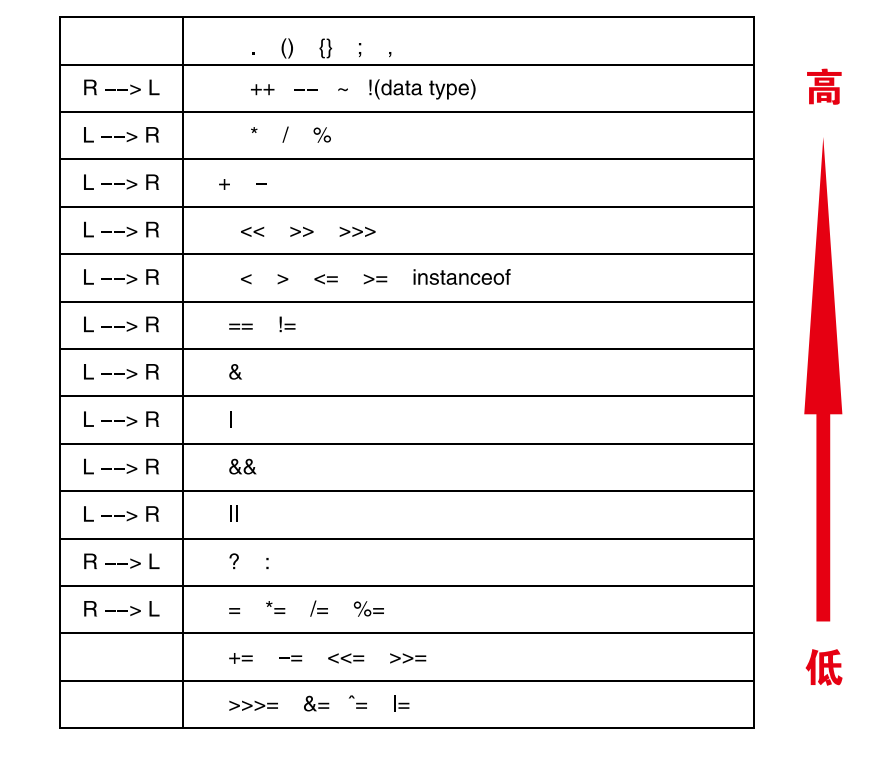 . () {} ; ,
R −−> L ++ −− ~ !(data type)
高
L −−> R * / %
L −−> R + −
L −−> R << >> >>>
L −−> R < > <= >= instanceof
L −−> R == !=
L −−> R &
L −−> R |
L −−> R &&
L −−> R ||
R −−> L ? :
R −−> L = *= /= %=
+= −= <<= >>=
低
>>>= &= ^= |=